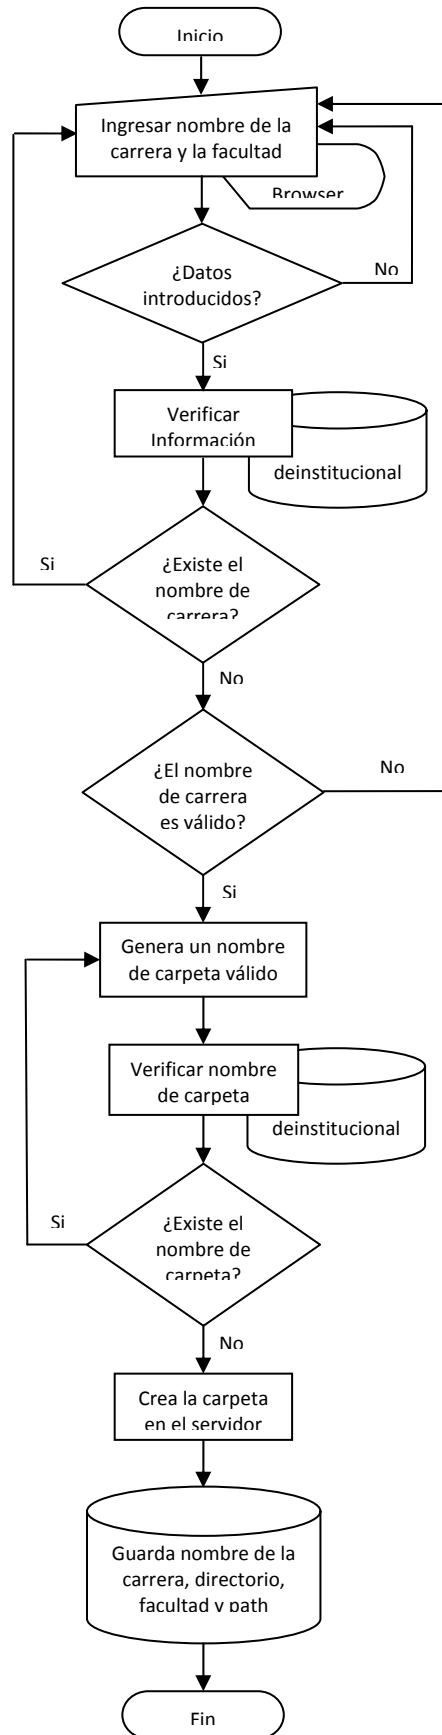 Inicio
Ingresar nombre de la
carrera y la facultad
Browser
¿Datos
introducidos?
No
Si
Verificar
Información
deinstitucional
Si
¿Existe el
nombre de
carrera?
No
¿El nombre
de carrera
es válido?
No
Si
Genera un nombre
de carpeta válido
Verificar nombre
de carpeta
deinstitucional
Si
¿Existe el
nombre de
carpeta?
No
Crea la carpeta
en el servidor
Guarda nombre de la
carrera, directorio,
facultad y path
Fin